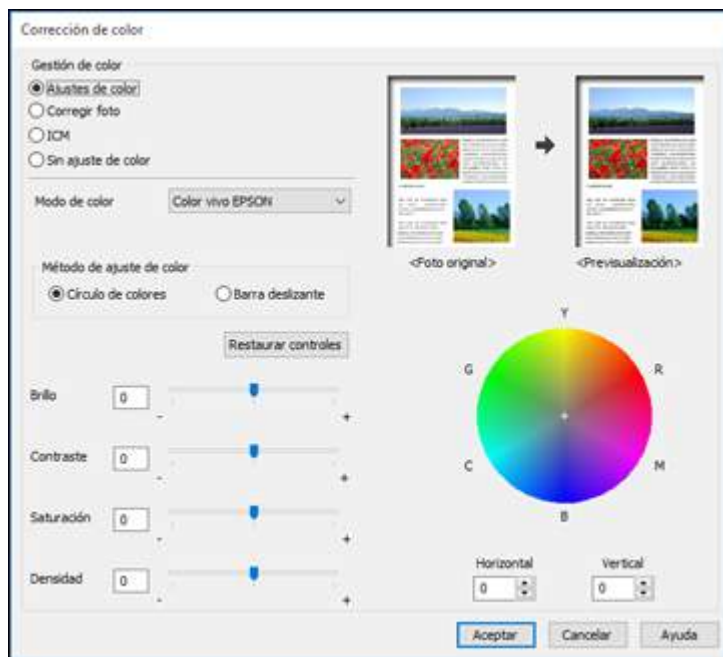 Corrección de color
Gestión de color
Ajustes de color
Corregir foto
ICM
Sin ajuste de color
Modo de color
Color vivo EPSON
<Foto original>
<Previsualización>
Método de ajuste de color
Círculo de colores
Barra deslizante
Restaurar controles
Brillo
0
-
+
Contraste
0
-
+
Saturación
0
-
+
Densidad
0
-
+
Y
G
R
C
M
B
Horizontal
Vertical
0
0
Aceptar
Cancelar
Ayuda